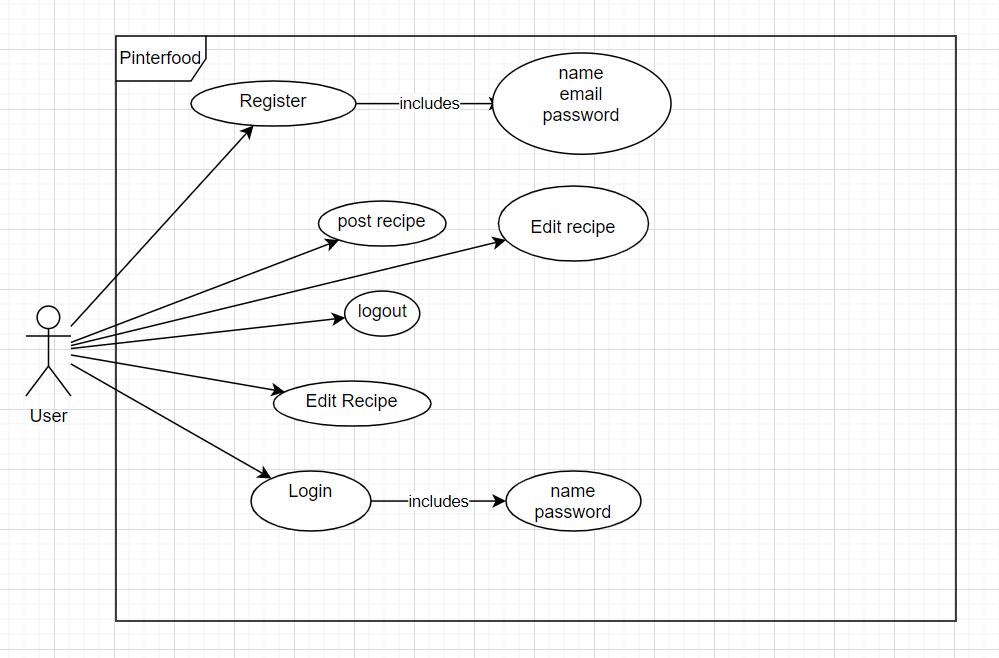 Pinterfood
Register
includes
name
email
password
post recipe
Edit recipe
logout
Edit Recipe
User
Login
includes
name
password